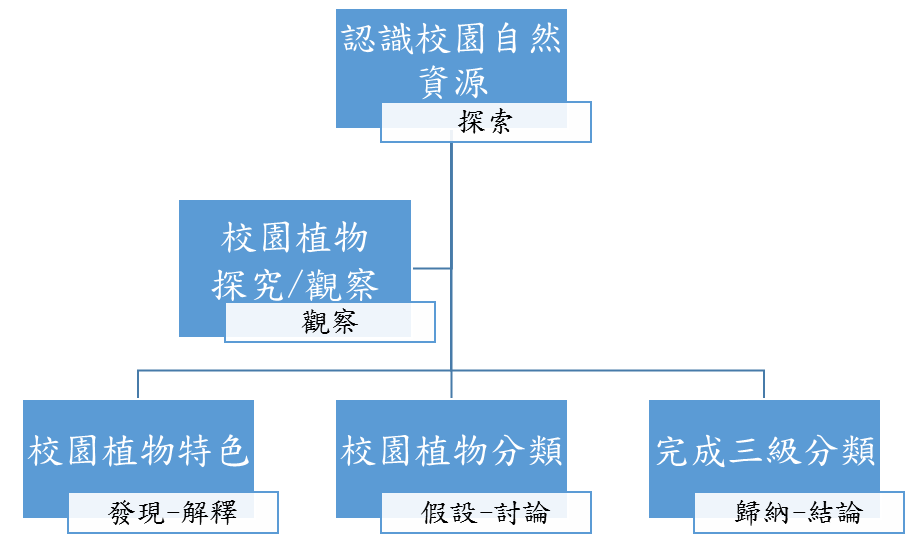 認識校園自然
資源
探索
校園植物
探究/觀察
觀察
校園植物特色
發現-解釋
校園植物分類
假設-討論
完成三級分類
歸納-結論